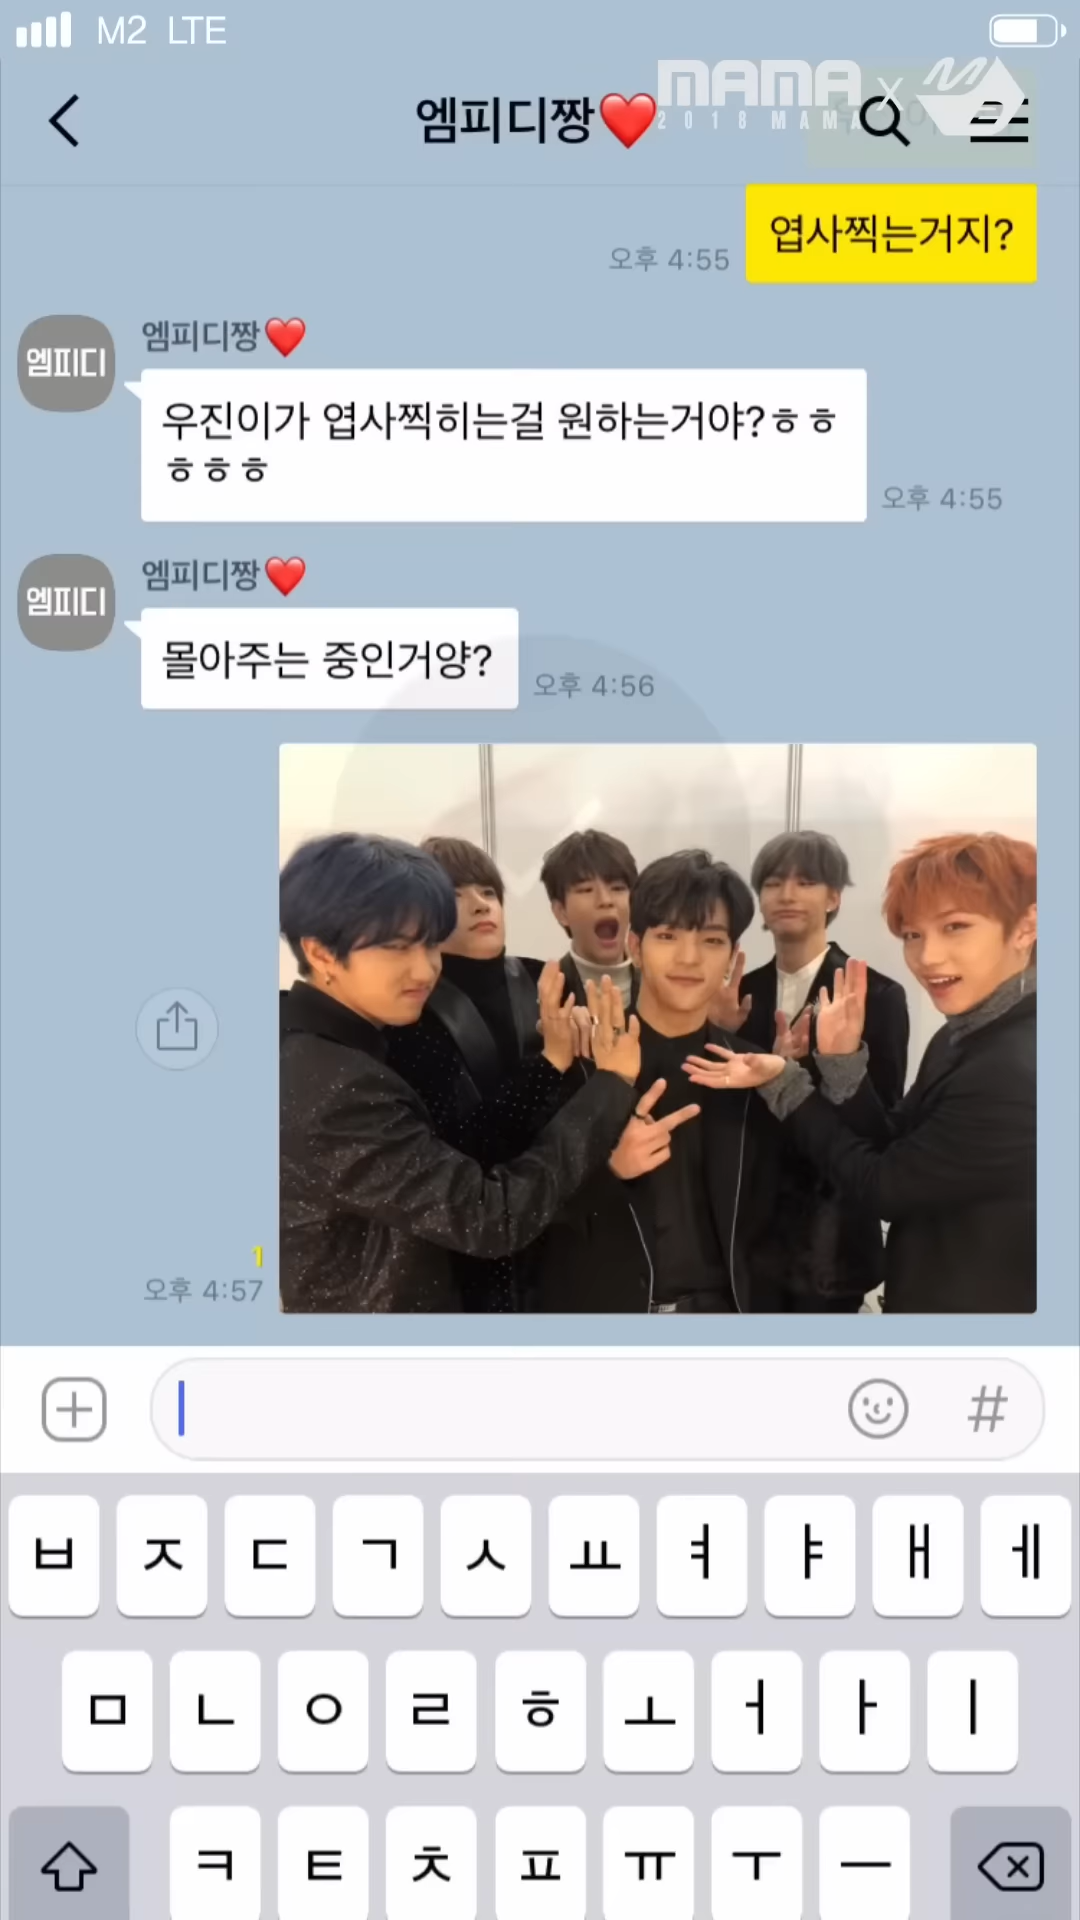 M2 LTE
엠피디짱❤️
MAMA X
2018 MAMA
엽사찍는거지?
오후 4:55
엠피디
엠피디짱❤️
우진이가 엽사찍히는걸 원하는거야?ㅎㅎ
ㅎㅎㅎ
오후 4:55
엠피디
엠피디짱❤️
몰아주는 중인거양?
오후 4:56
1
오후 4:57
#
ㅂ ㅈ ㄷ ㄱ ㅅ ㅛ ㅕ ㅑ ㅐ ㅔ
ㅁ ㄴ ㅇ ㄹ ㅎ ㅗ ㅓ ㅏ ㅣ
ㅋ ㅌ ㅊ ㅍ ㅠ ㅜ ㅡ